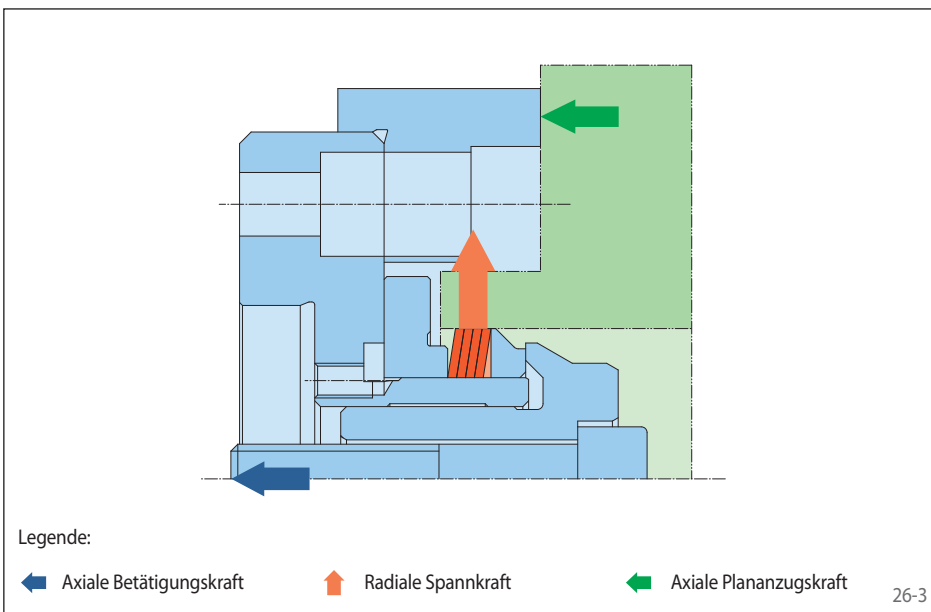 Legende:
Axiale Betätigungskraft
Radiale Spannkraft
Axiale Plananzugskraft
26-3